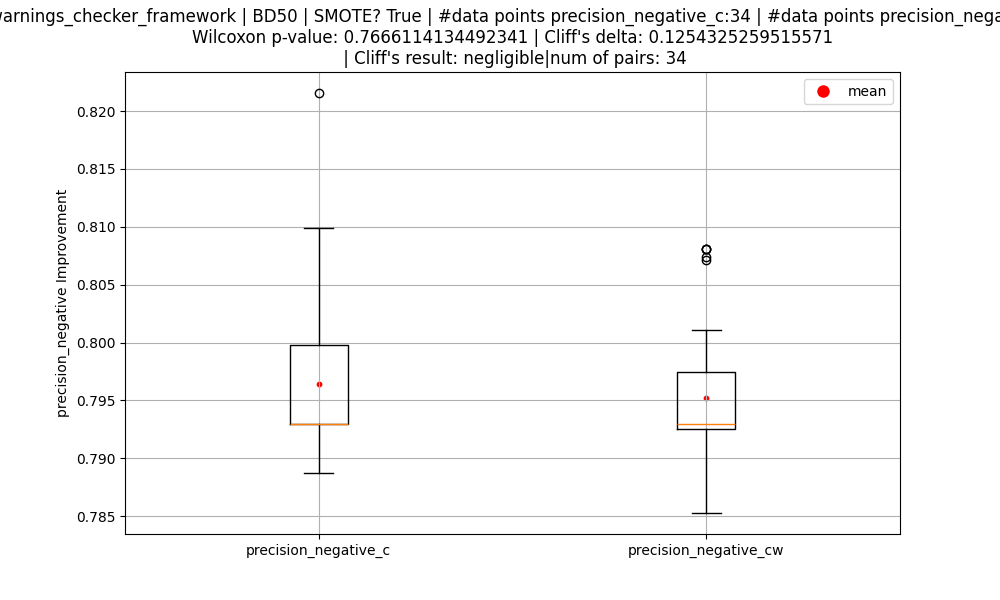 varnings_checker_framework | BD50 | SMOTE? True | #data points precision_negative_c:34 | #data points precision_nega
Wilcoxon p-value: 0.7666114134492341 | Cliff's delta: 0.1254325259515571
| Cliff's result: negligible|num of pairs: 34
mean
0.820
0.815
0.810
0.805
0.800
0.795
0.790
0.785
precision_negative Improvement
precision_negative_c
precision_negative_cw